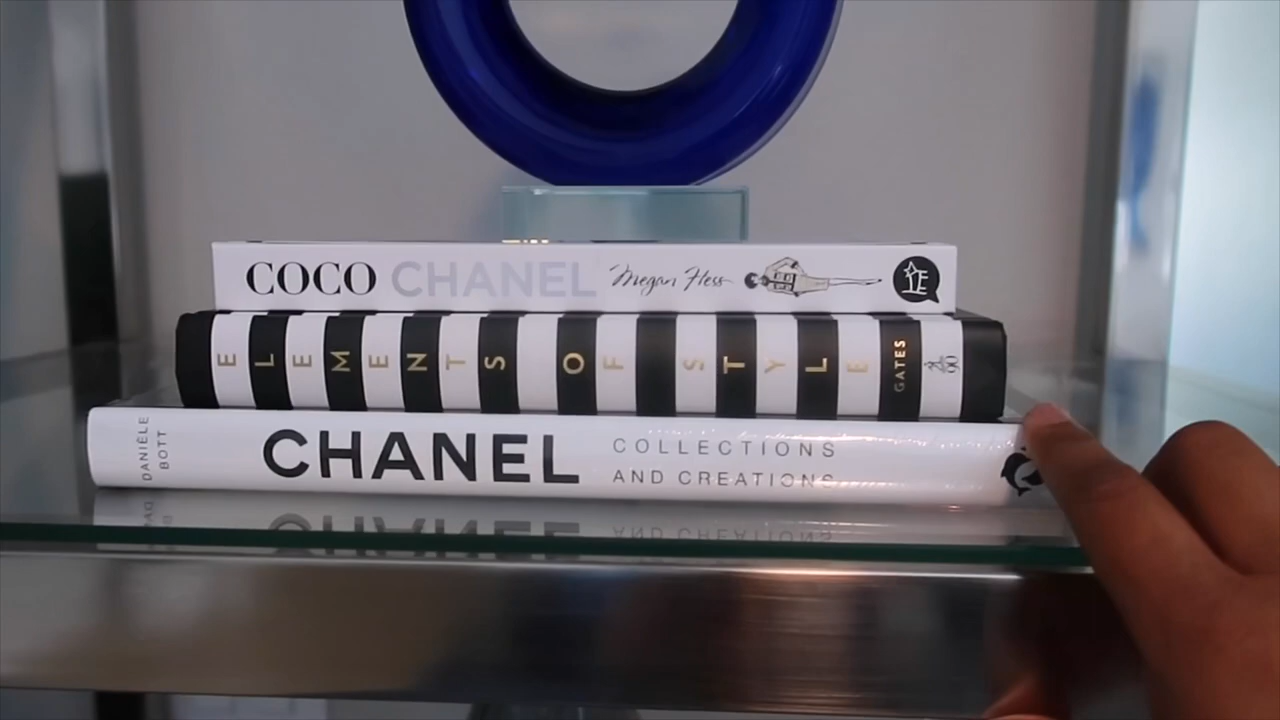 COCO CHANEL Megan Hess
ELEMENTS OF STYLE GATES
DANIÈLE
BOTT
CHANEL
COLLECTIONS
AND CREATIONS